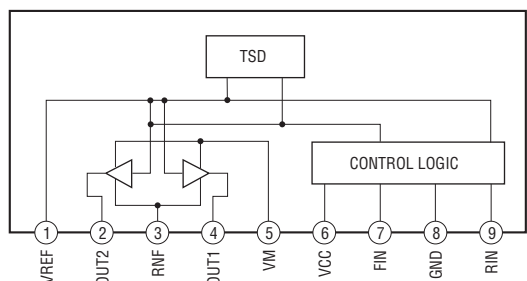 TSD
CONTROL LOGIC
1
2
3
4
5
6
7
8
9
VREF
OUT2
RNF
OUT1
VM
VCC
FIN
GND
RIN